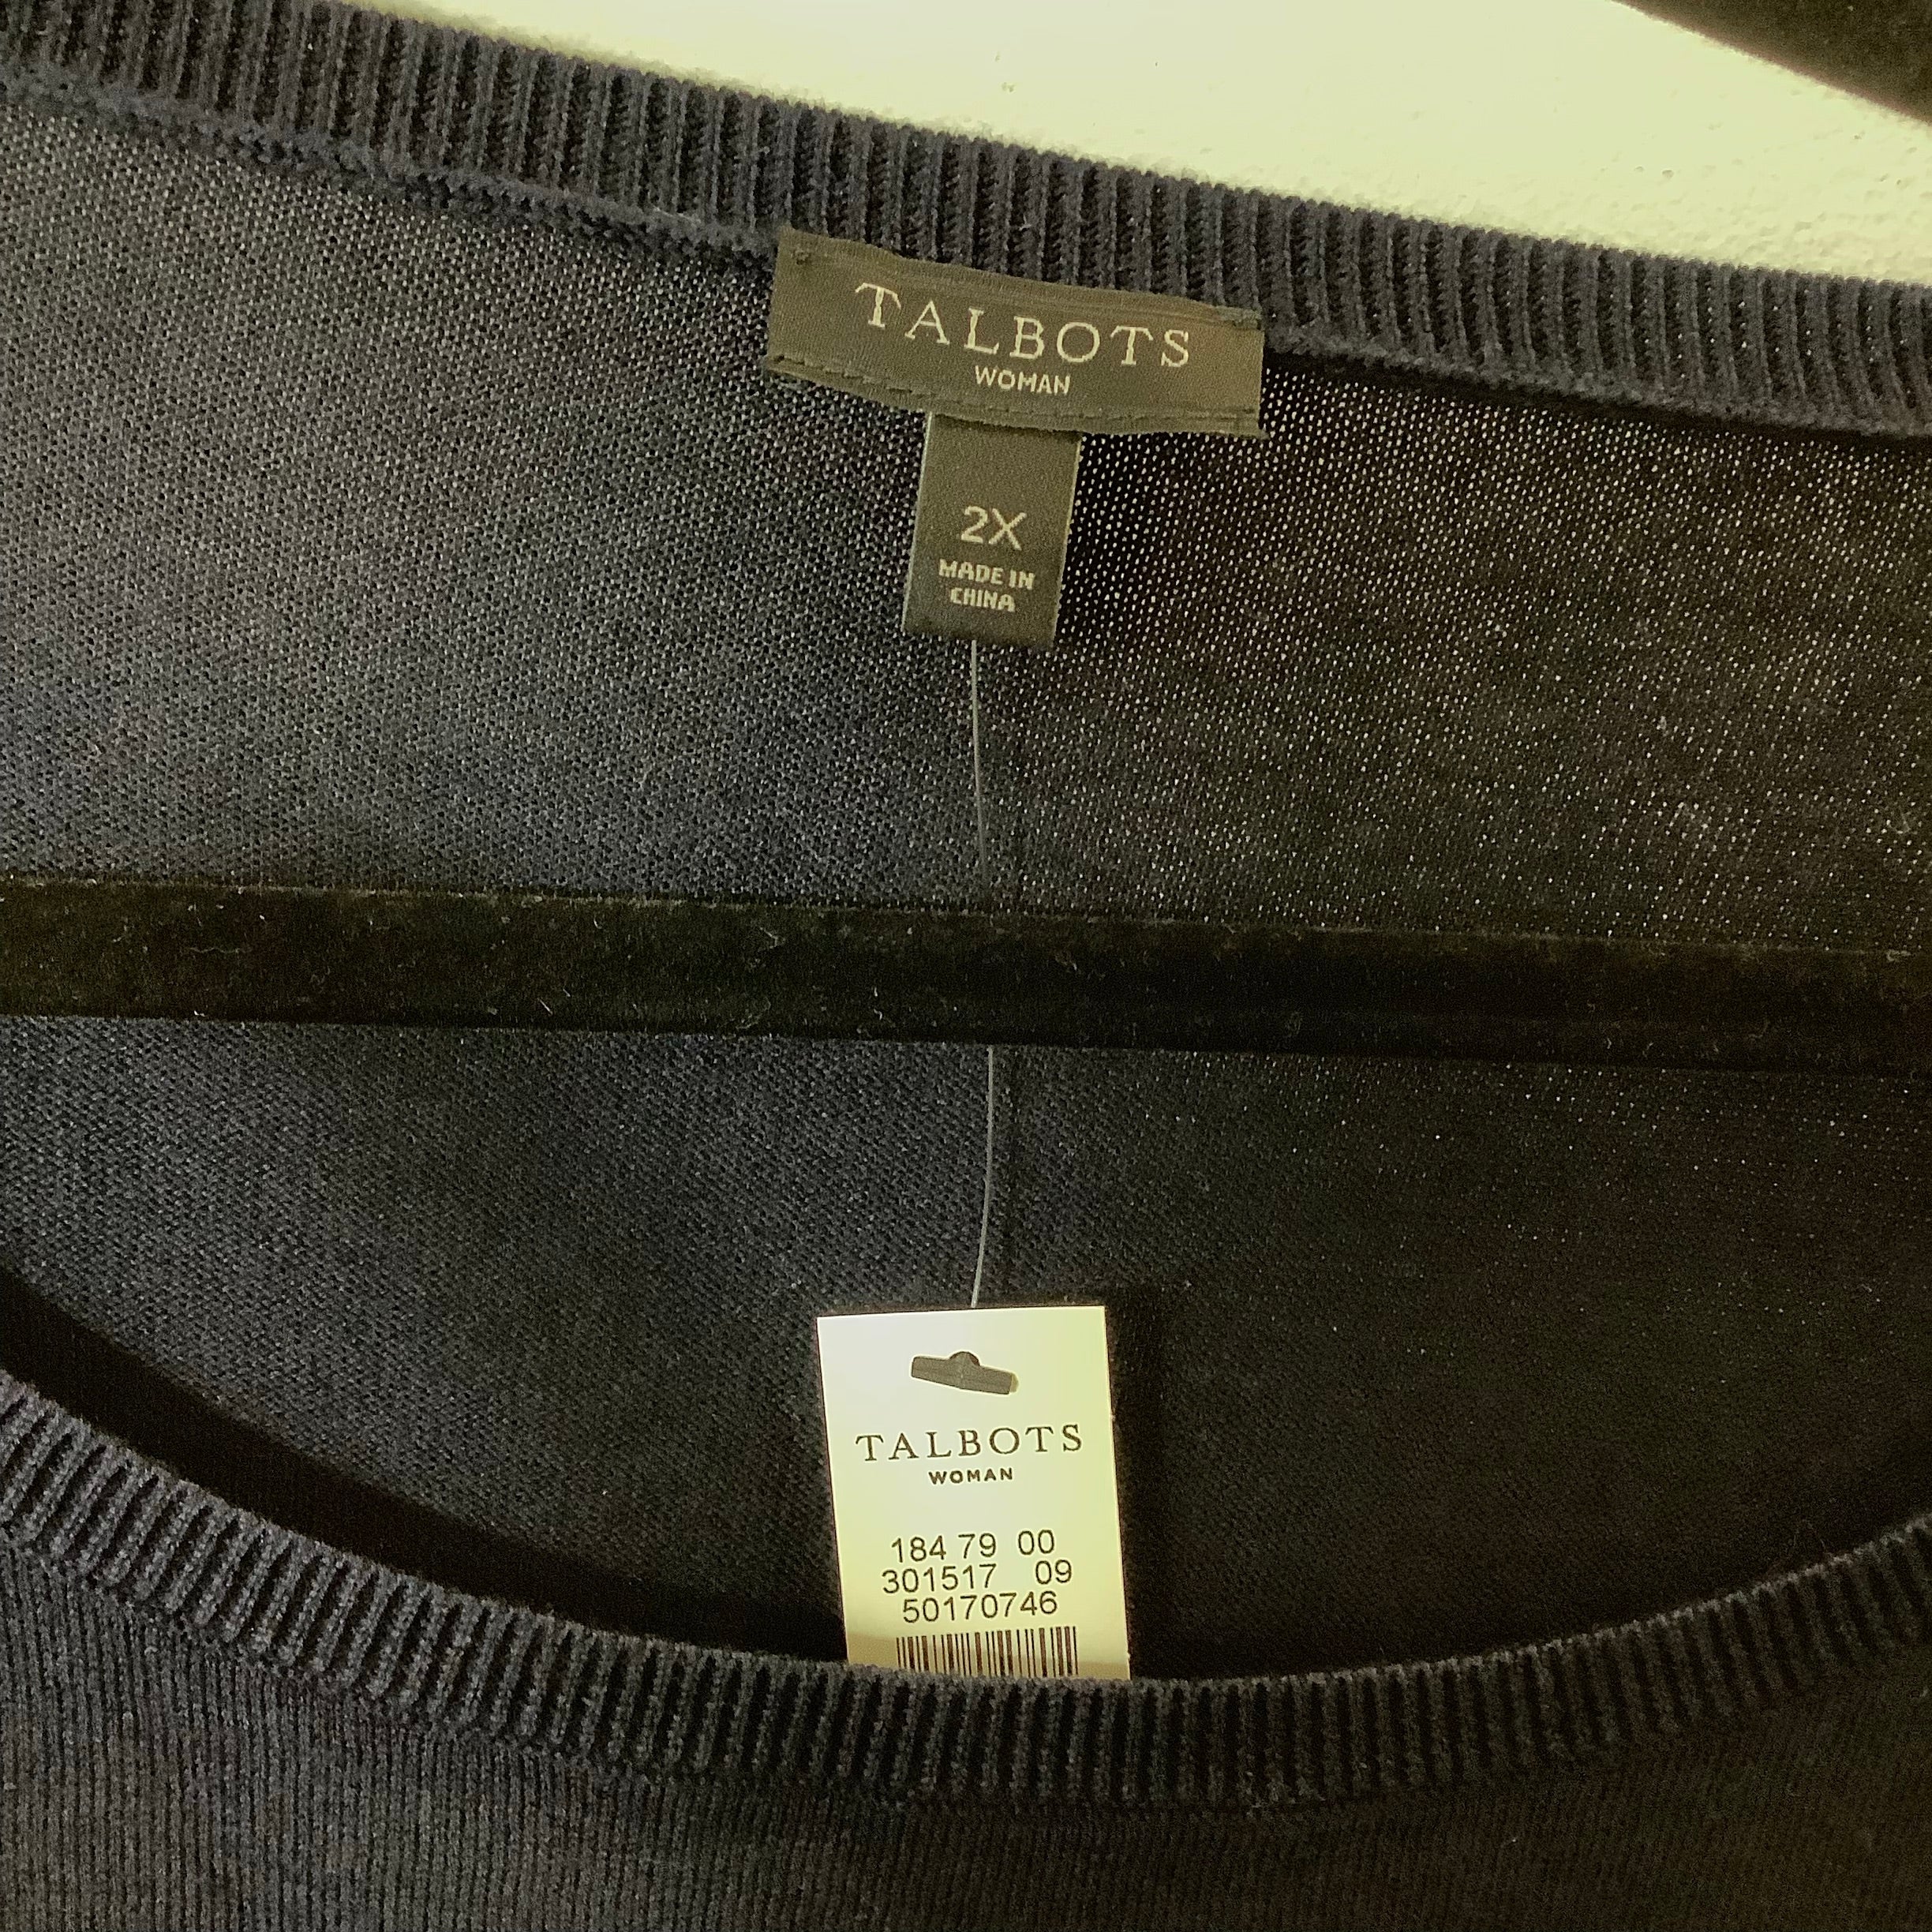 TALBOTS
WOMAN
2X
MADE IN
CHINA
TALBOTS
WOMAN
184 79 00
301517 09
50170746